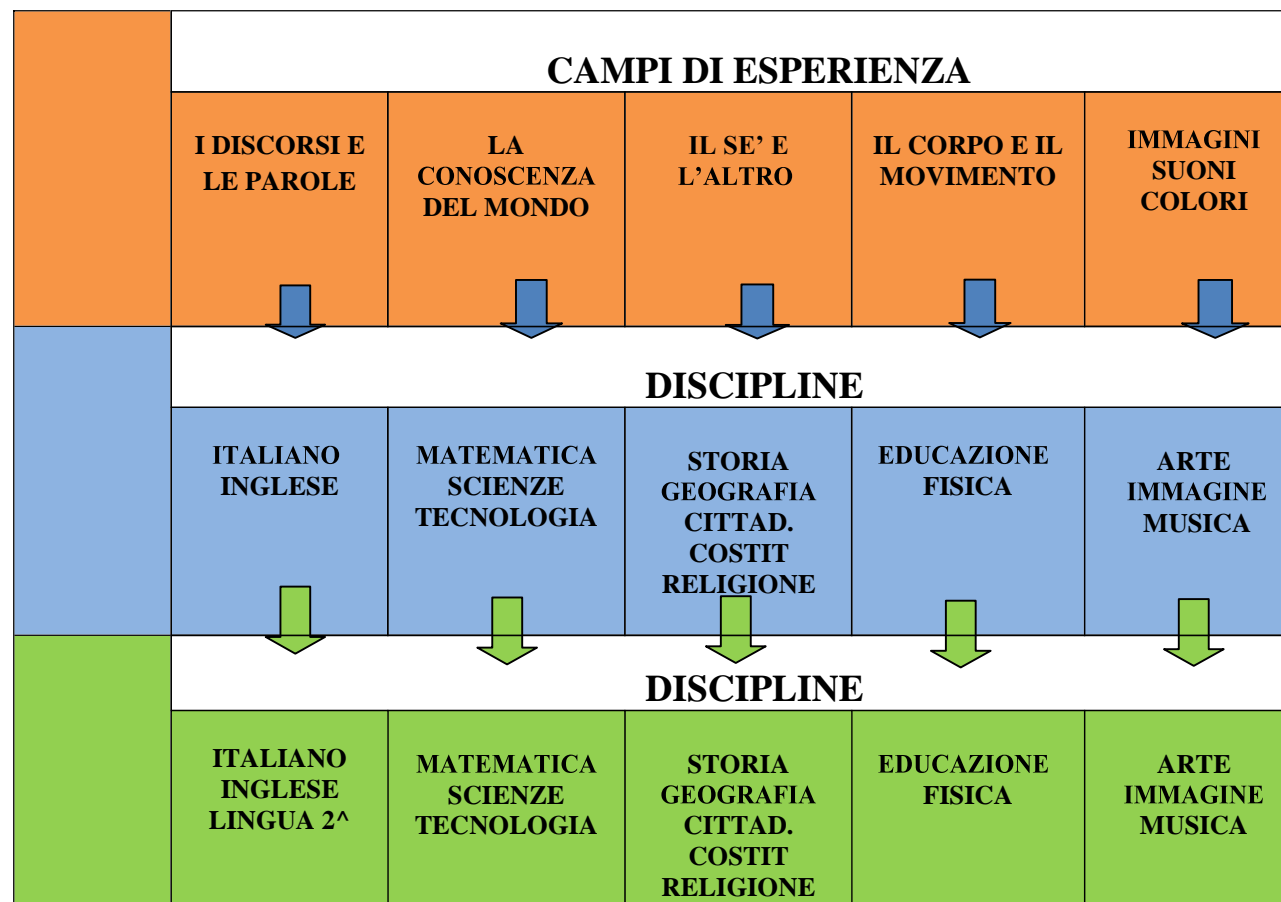 CAMPI DI ESPERIENZA
I DISCORSI E
LE PAROLE
LA
CONOSCENZA
DEL MONDO
IL SE’ E
L’ALTRO
IL CORPO E IL
MOVIMENTO
IMMAGINI
SUONI
COLORI
DISCIPLINE
ITALIANO
INGLESE
MATEMATICA
SCIENZE
TECNOLOGIA
STORIA
GEOGRAFIA
CITTAD.
COSTIT
RELIGIONE
EDUCAZIONE
FISICA
ARTE
IMMAGINE
MUSICA
DISCIPLINE
ITALIANO
INGLESE
LINGUA 2^
MATEMATICA
SCIENZE
TECNOLOGIA
STORIA
GEOGRAFIA
CITTAD.
COSTIT
RELIGIONE
EDUCAZIONE
FISICA
ARTE
IMMAGINE
MUSICA